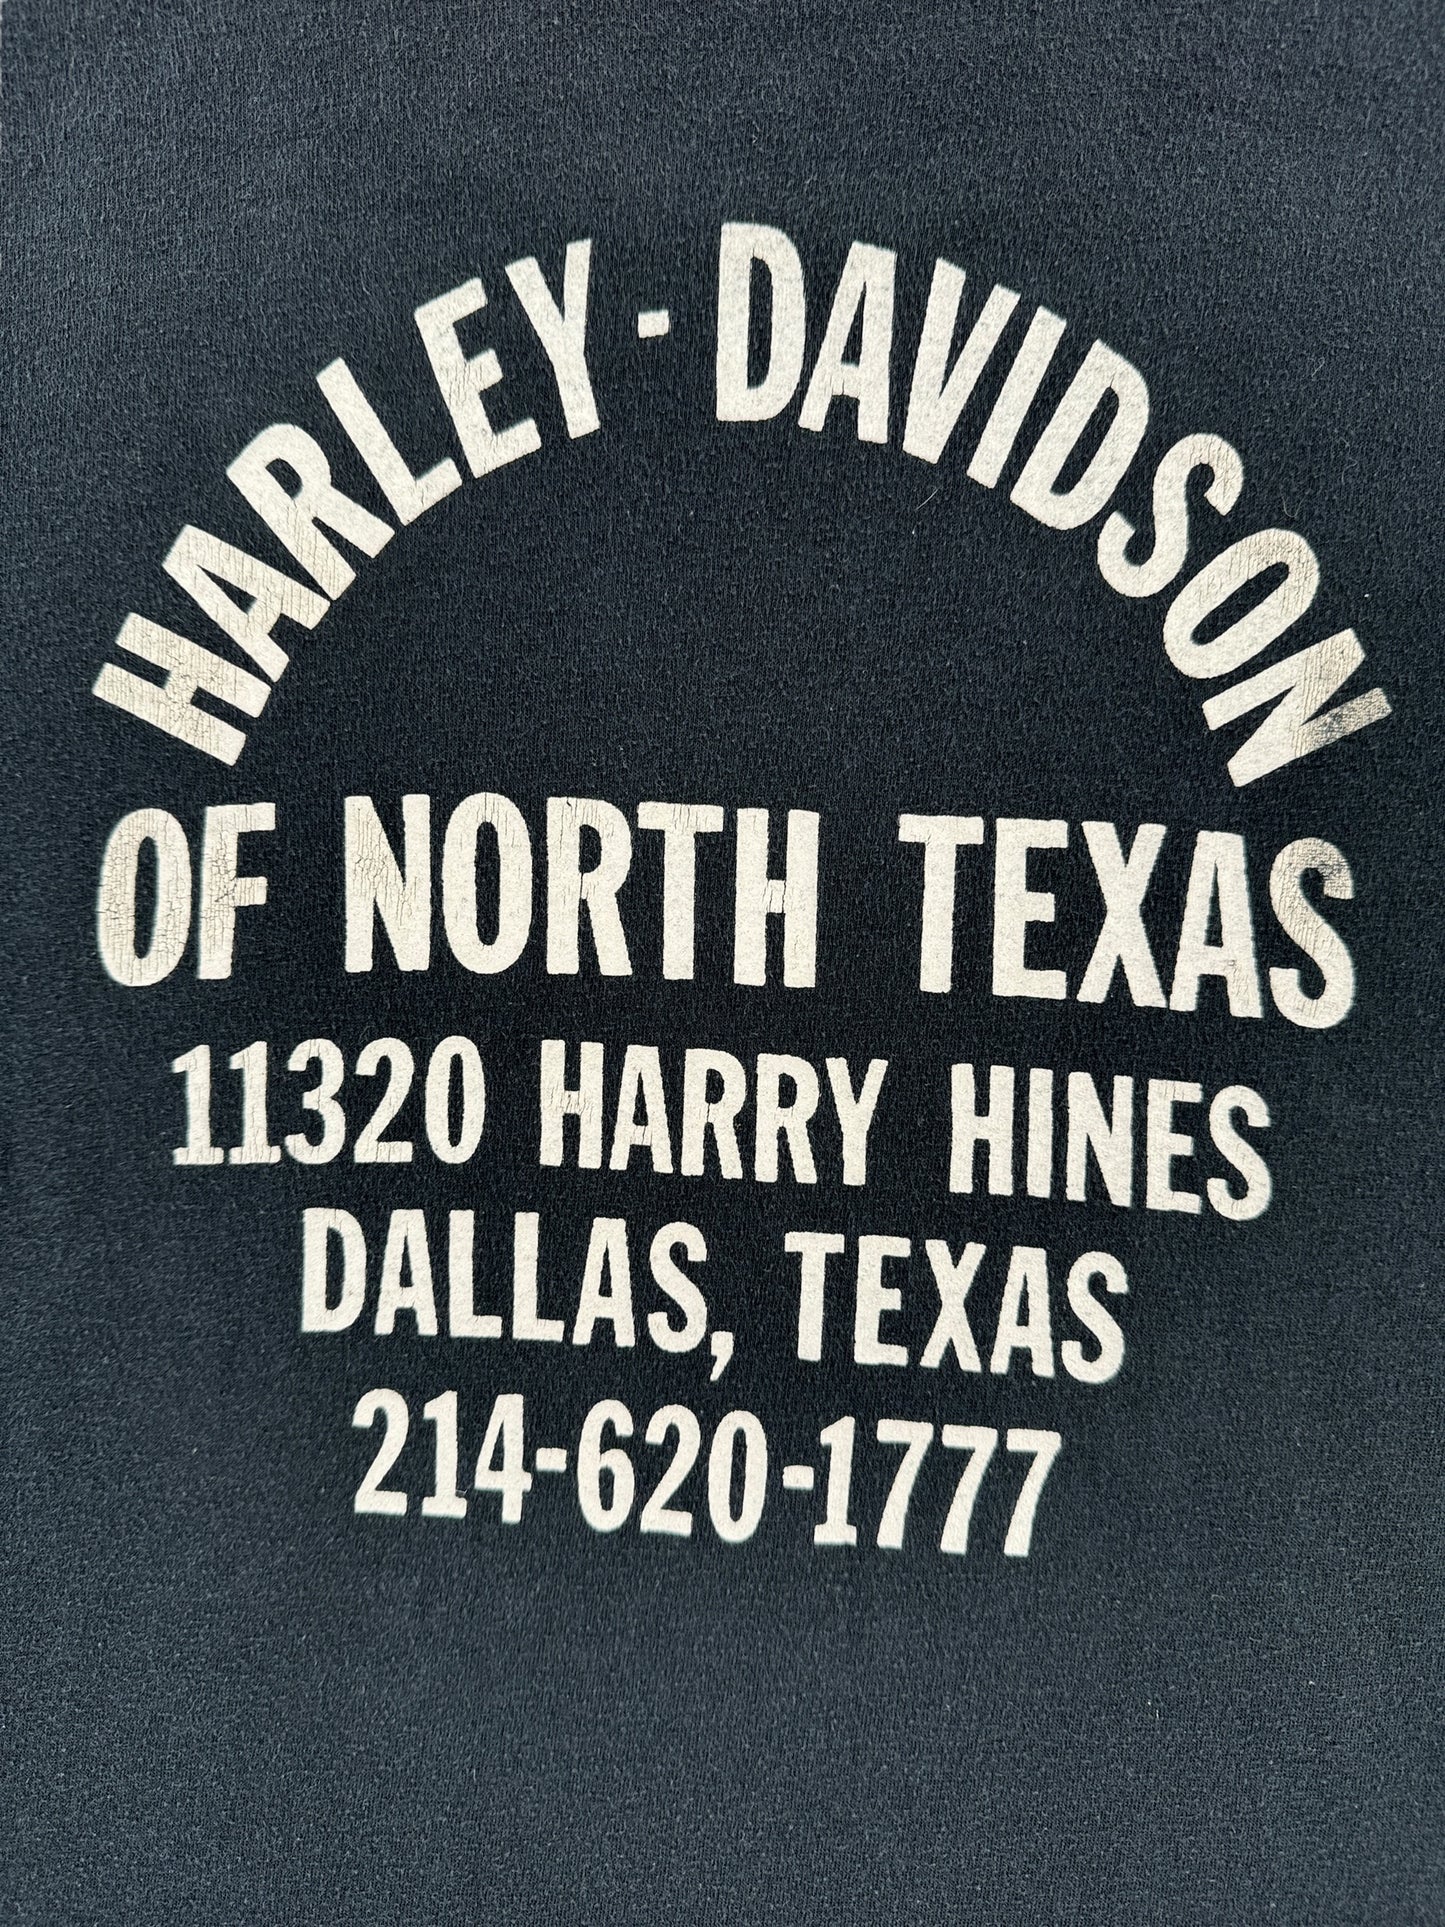 HARLEY-DAVIDSON
OF NORTH TEXAS
11320 HARRY HINES
DALLAS, TEXAS
214-620-1777